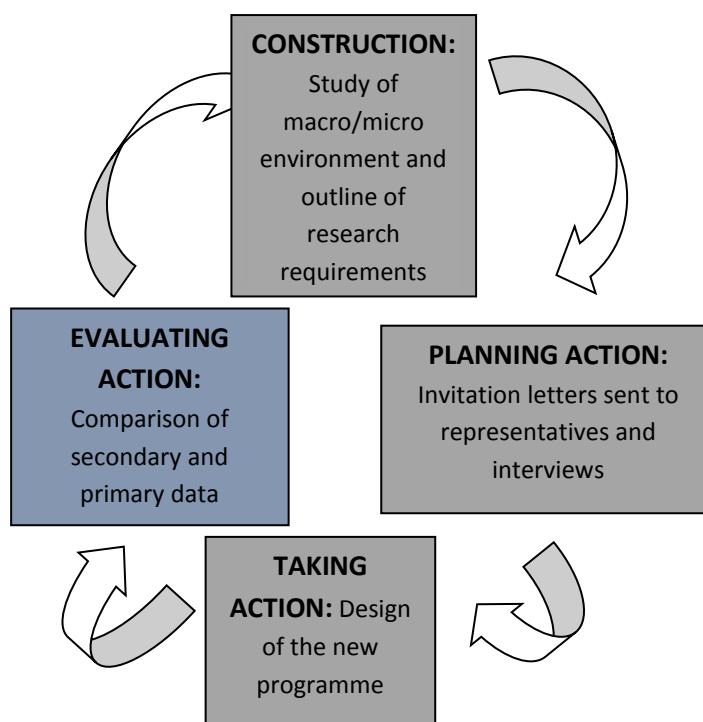 CONSTRUCTION:
Study of
macro/micro
environment and
outline of
research
requirements
PLANNING ACTION:
Invitation letters sent to
representatives and
interviews
TAKING
ACTION: Design
of the new
programme
EVALUATING
ACTION:
Comparison of
secondary and
primary data